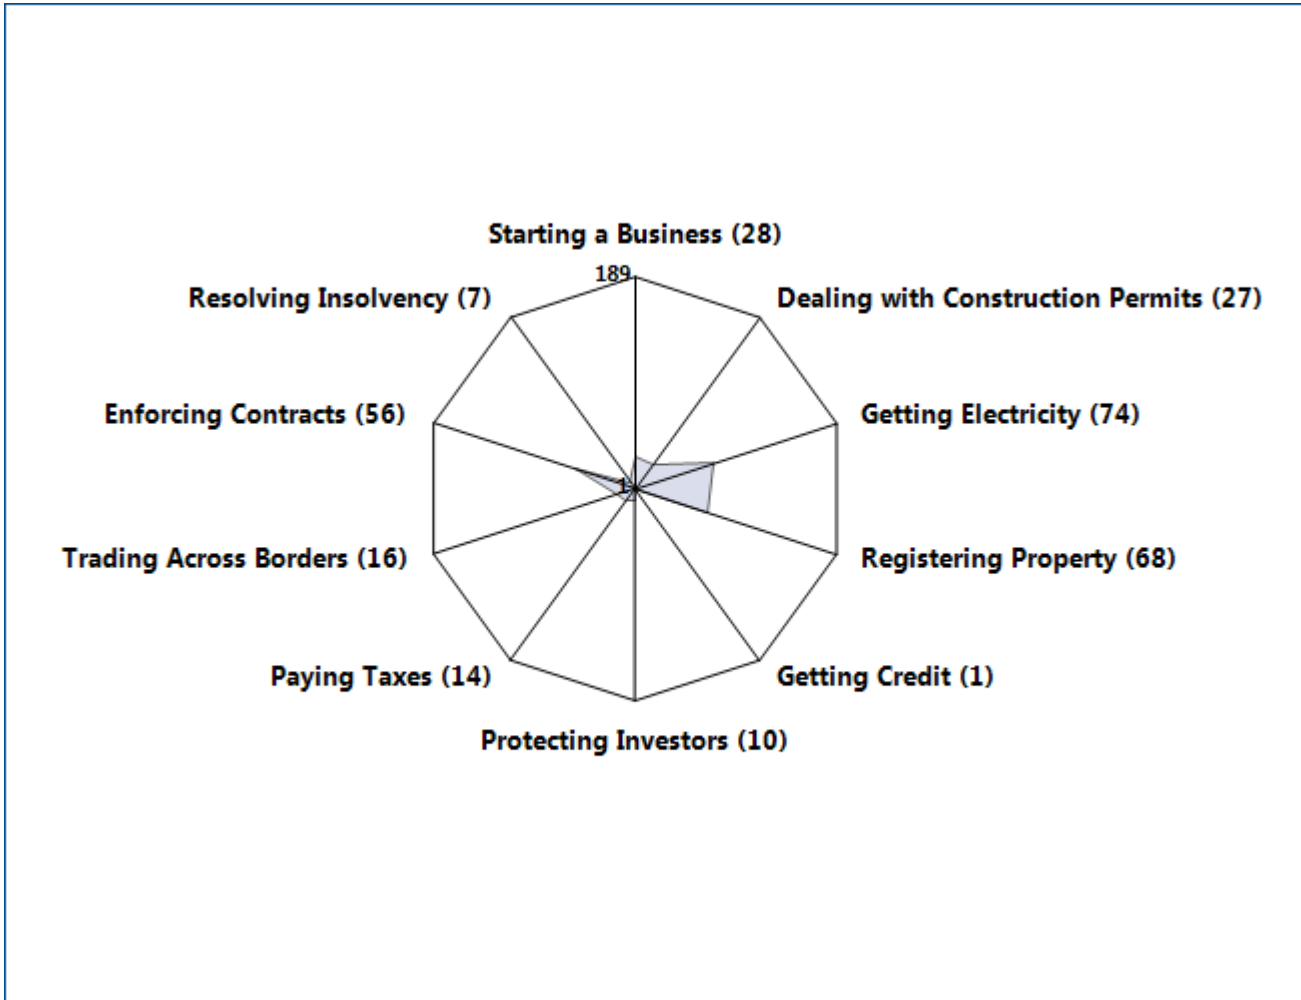 Starting a Business (28)
189
Resolving Insolvency (7)
Dealing with Construction Permits (27)
Enforcing Contracts (56)
Getting Electricity (74)
1
Trading Across Borders (16)
Registering Property (68)
Paying Taxes (14)
Getting Credit (1)
Protecting Investors (10)